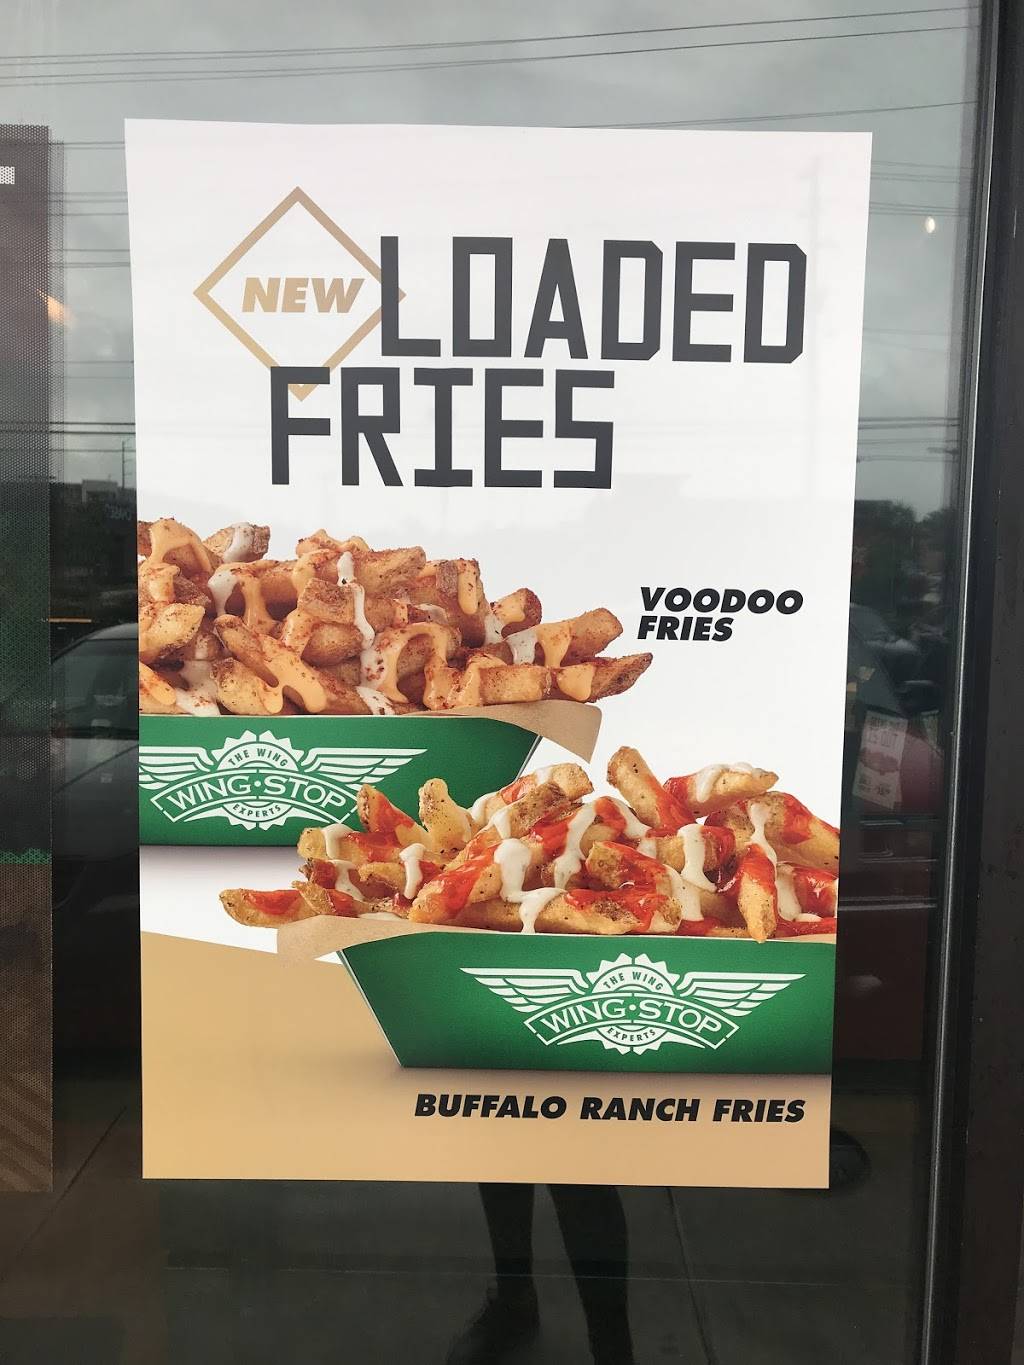 NEW
LOADED
FRIES
VOODOO
FRIES
THE WING
WING·STOP
EXPERTS
THE WING
WING·STOP
EXPERTS
BUFFALO RANCH FRIES